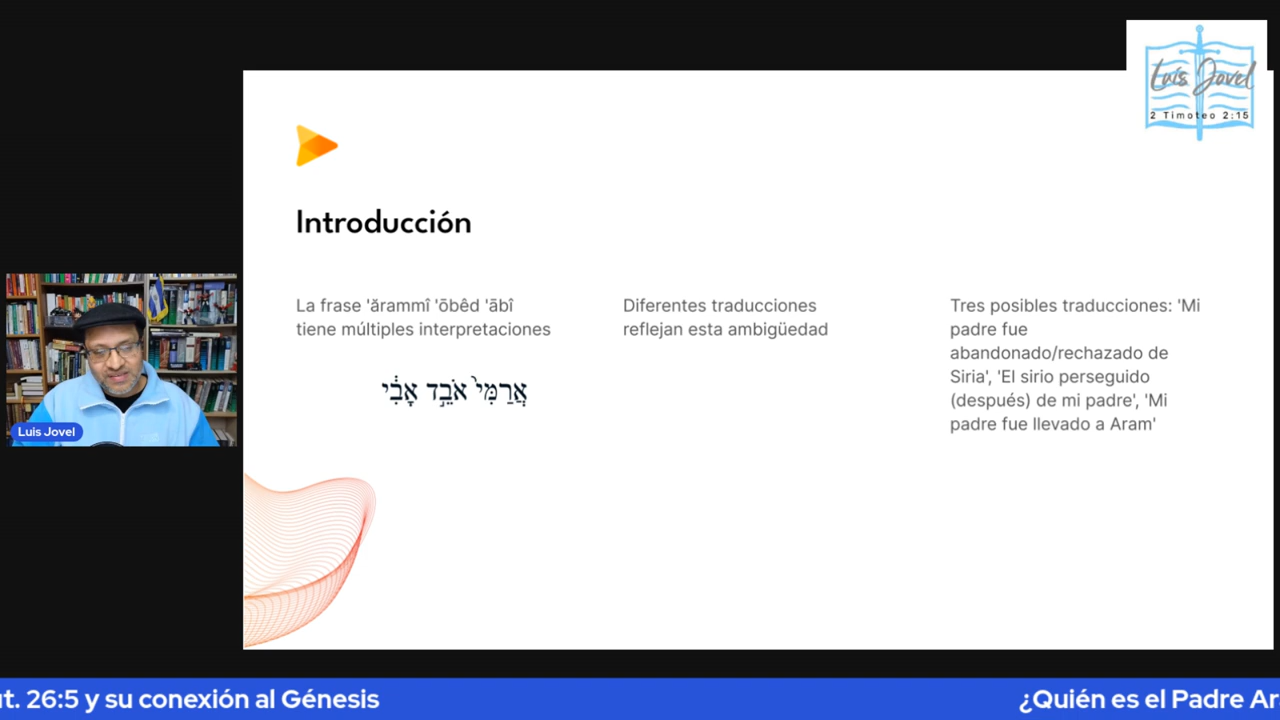 Luis Jovel
2 Timoteo 2:15
Introducción
La frase 'ărammî 'ōbêd 'ābî
tiene múltiples interpretaciones
אֲרַמִּי֙ אֹבֵ֣ד אָבִ֔י
Diferentes traducciones
reflejan esta ambigüedad
Tres posibles traducciones: 'Mi
padre fue
abandonado/rechazado de
Siria', 'El sirio perseguido
(después) de mi padre', 'Mi
padre fue llevado a Aram'
Luis Jovel
26:5 y su conexión al Génesis
¿Quién es el Padre